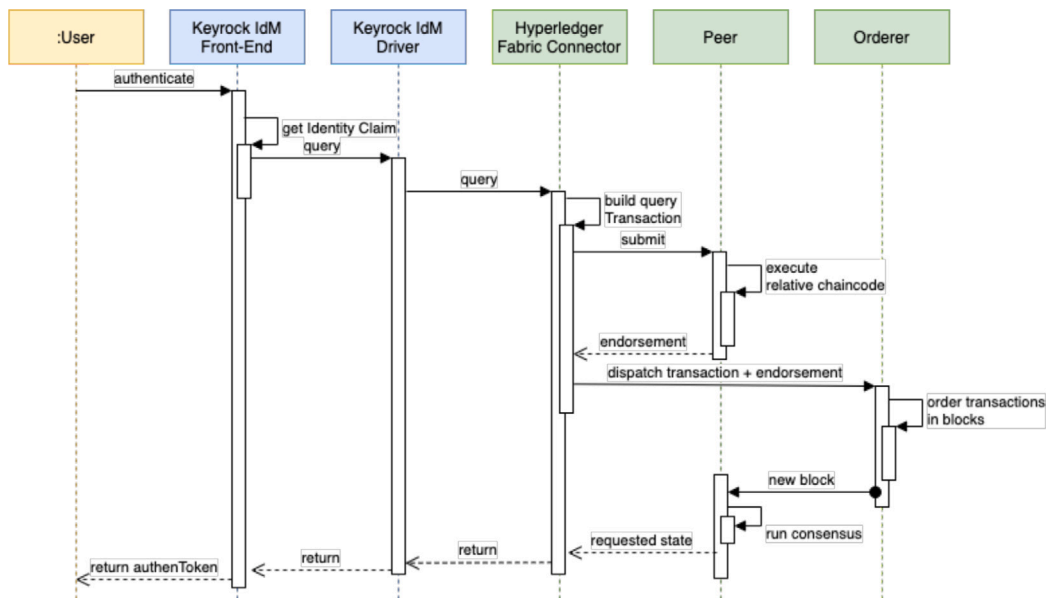 :User
Keyrock IdM
Front-End
Keyrock IdM
Driver
Hyperledger
Fabric Connector
Peer
Orderer
authenticate
get Identity Claim
query
query
build query
Transaction
submit
execute
relative chaincode
endorsement
dispatch transaction + endorsement
order transactions
in blocks
new block
run consensus
requested state
return
return
return authenToken